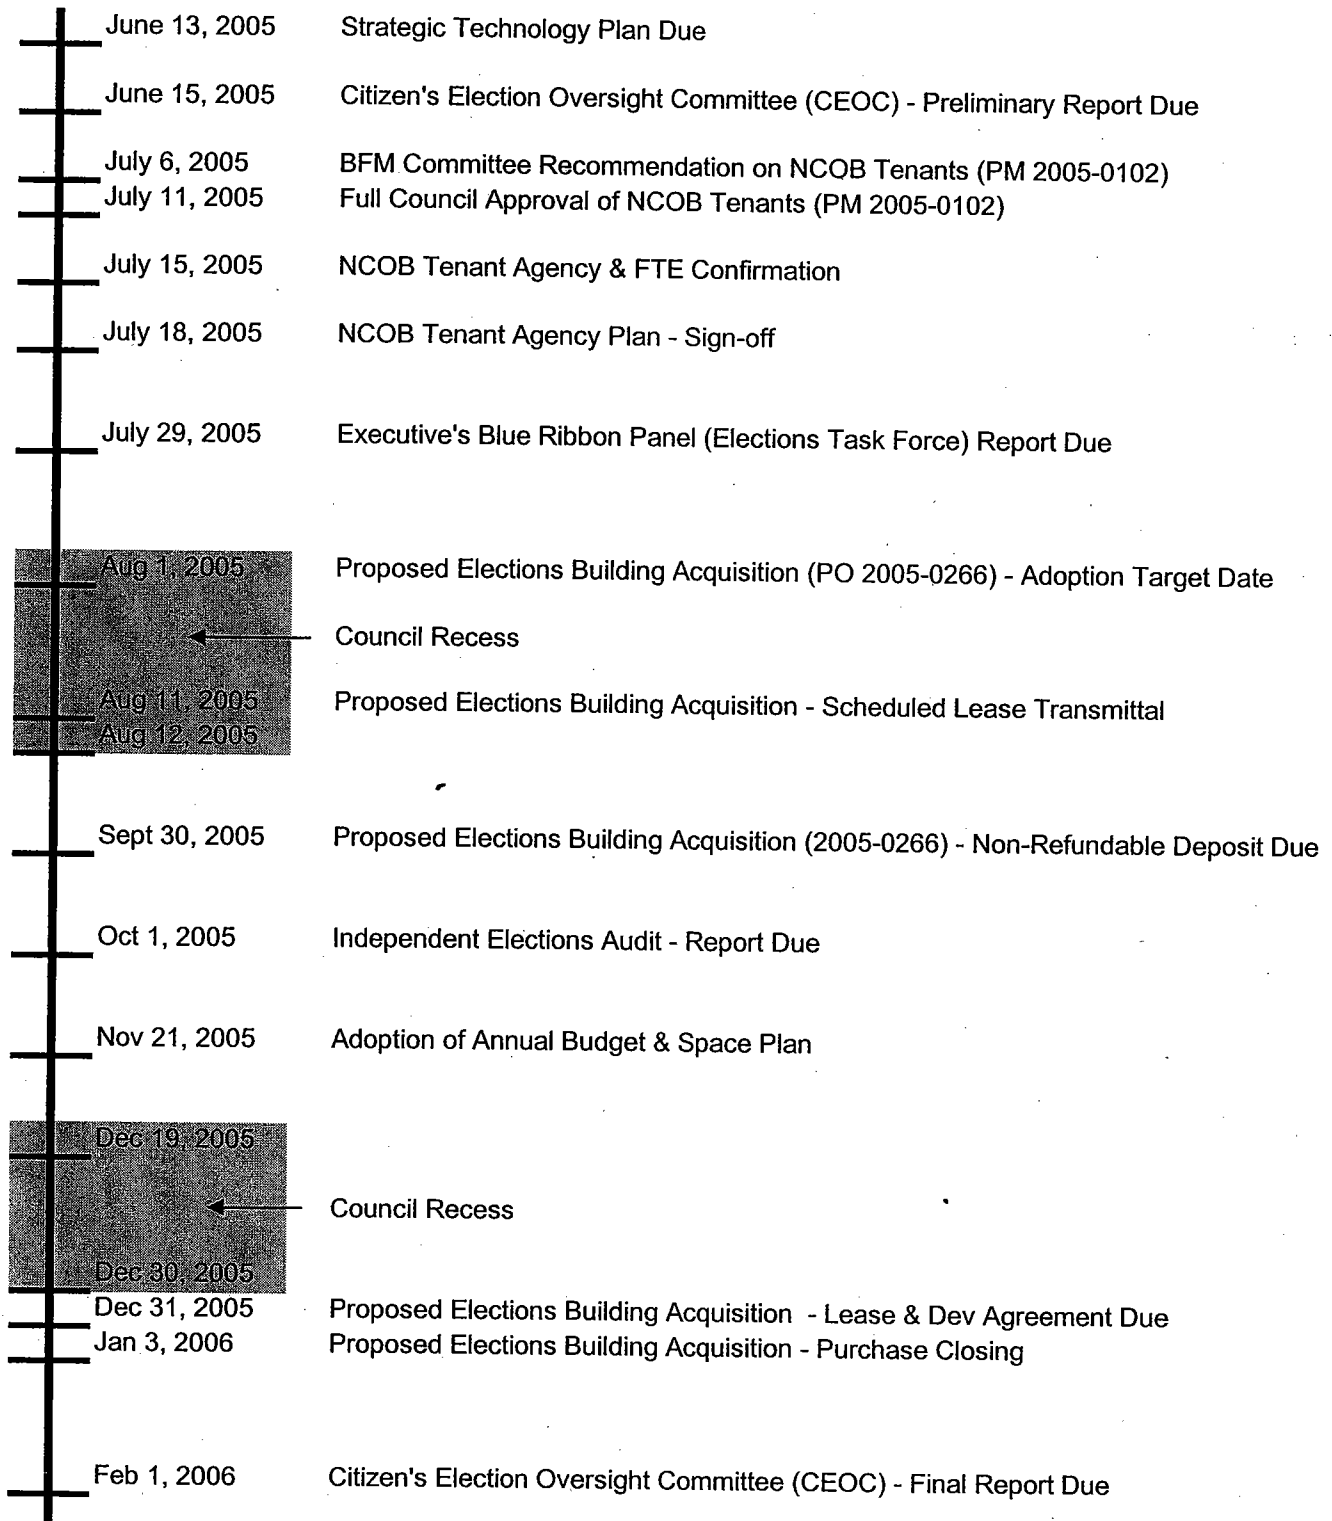 June 13, 2005 Strategic Technology Plan Due
June 15, 2005 Citizen's Election Oversight Committee (CEOC) - Preliminary Report Due
July 6, 2005 BFM Committee Recommendation on NCOB Tenants (PM 2005-0102)
July 11, 2005 Full Council Approval of NCOB Tenants (PM 2005-0102)
July 15, 2005 NCOB Tenant Agency & FTE Confirmation
July 18, 2005 NCOB Tenant Agency Plan - Sign-off
July 29, 2005 Executive's Blue Ribbon Panel (Elections Task Force) Report Due
Aug 1, 2005 Proposed Elections Building Acquisition (PO 2005-0266) - Adoption Target Date
Council Recess
Aug 11, 2005 Proposed Elections Building Acquisition - Scheduled Lease Transmittal
Aug 12, 2005
Sept 30, 2005 Proposed Elections Building Acquisition (2005-0266) - Non-Refundable Deposit Due
Oct 1, 2005 Independent Elections Audit - Report Due
Nov 21, 2005 Adoption of Annual Budget & Space Plan
Dec 19, 2005
Council Recess
Dec 30, 2005
Dec 31, 2005 Proposed Elections Building Acquisition - Lease & Dev Agreement Due
Jan 3, 2006 Proposed Elections Building Acquisition - Purchase Closing
Feb 1, 2006 Citizen's Election Oversight Committee (CEOC) - Final Report Due